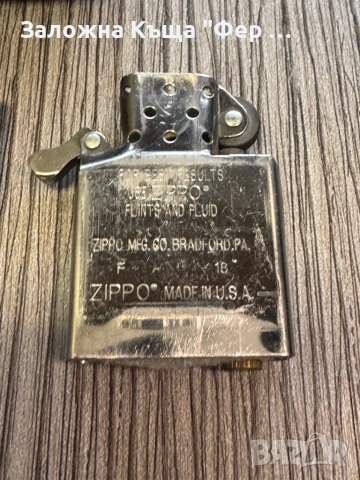 Заложна Къща "Фер ...
FOR BEST RESULTS
USE ZIPPO®
FLINTS AND FLUID
ZIPPO MFG. CO. BRADFORD, PA.
F 18
ZIPPO® MADE IN U.S.A.
BAZAR